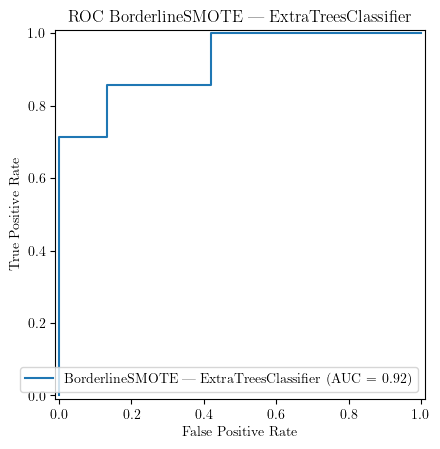 ROC BorderlineSMOTE — ExtraTreesClassifier
1.0
0.8
0.6
0.4
0.2
0.0
True Positive Rate
BorderlineSMOTE — ExtraTreesClassifier (AUC = 0.92)
0.0 0.2 0.4 0.6 0.8 1.0
False Positive Rate